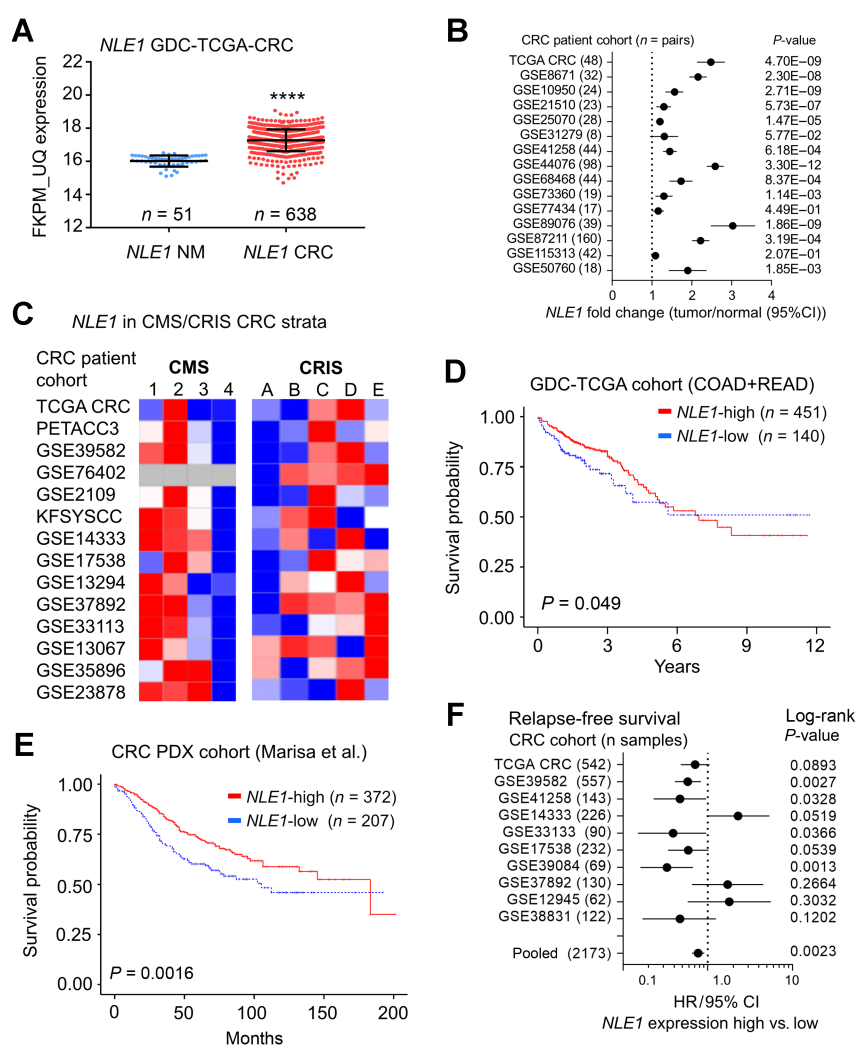 A
NLE1 GDC-TCGA-CRC
FKPM_UQ expression
22
20
18
16
14
12
****
n = 51
n = 638
NLE1 NM
NLE1 CRC
B
CRC patient cohort (n = pairs)
P-value
TCGA CRC (48) 4.70E−09
GSE8671 (32) 2.30E−08
GSE10950 (24) 2.71E−09
GSE21510 (23) 5.73E−07
GSE25070 (28) 1.47E−05
GSE31279 (8) 5.77E−02
GSE41258 (44) 6.18E−04
GSE44076 (98) 3.30E−12
GSE68468 (44) 8.37E−04
GSE73360 (19) 1.14E−03
GSE77434 (17) 4.49E−01
GSE89076 (39) 1.86E−09
GSE87211 (160) 3.19E−04
GSE115313 (42) 2.07E−01
GSE50760 (18) 1.85E−03
0 1 2 3 4
NLE1 fold change (tumor/normal (95%CI))
C
NLE1 in CMS/CRIS CRC strata
CRC patient
cohort
CMS
CRIS
1 2 3 4
A B C D E
TCGA CRC
PETACC3
GSE39582
GSE76402
GSE2109
KFSYSCC
GSE14333
GSE17538
GSE13294
GSE37892
GSE33113
GSE13067
GSE35896
GSE23878
D
GDC-TCGA cohort (COAD+READ)
Survival probability
1.00
0.75
0.50
0.25
0.00
NLE1-high (n = 451)
NLE1-low (n = 140)
P = 0.049
0 3 6 9 12
Years
E
CRC PDX cohort (Marisa et al.)
Survival probability
1.00
0.75
0.50
0.25
0.00
NLE1-high (n = 372)
NLE1-low (n = 207)
P = 0.0016
0 50 100 150 200
Months
F
Relapse-free survival
CRC cohort (n samples)
Log-rank
P-value
TCGA CRC (542) 0.0893
GSE39582 (557) 0.0027
GSE41258 (143) 0.0328
GSE14333 (226) 0.0519
GSE33133 (90) 0.0366
GSE17538 (232) 0.0539
GSE39084 (69) 0.0013
GSE37892 (130) 0.2664
GSE12945 (62) 0.3032
GSE38831 (122) 0.1202
Pooled (2173) 0.0023
0.1 1.0 10
HR/95% CI
NLE1 expression high vs. low